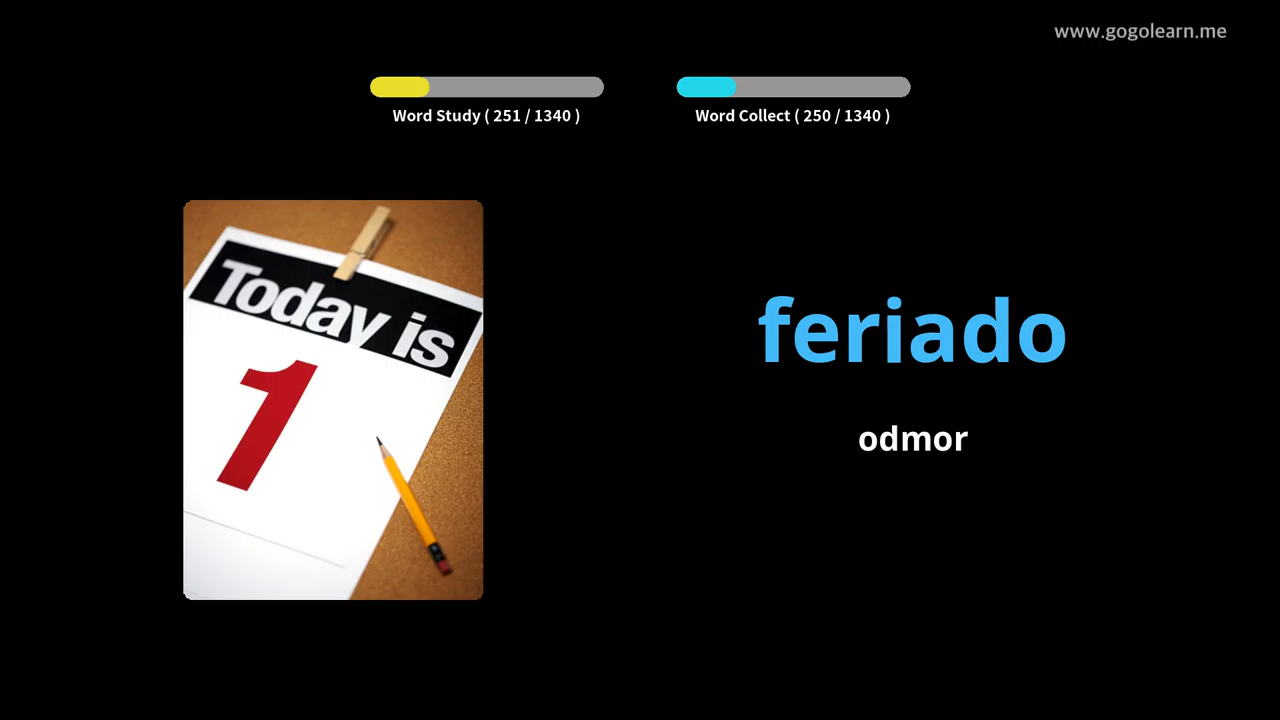 www.gogolearn.me
Word Study ( 251 / 1340 )
Word Collect ( 250 / 1340 )
Today is
1
feriado
odmor